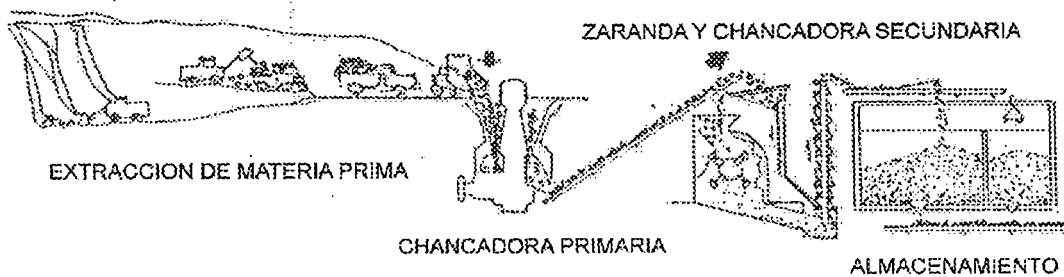 ZARANDA Y CHANCADORA SECUNDARIA
EXTRACCION DE MATERIA PRIMA
CHANCADORA PRIMARIA
ALMACENAMIENTO